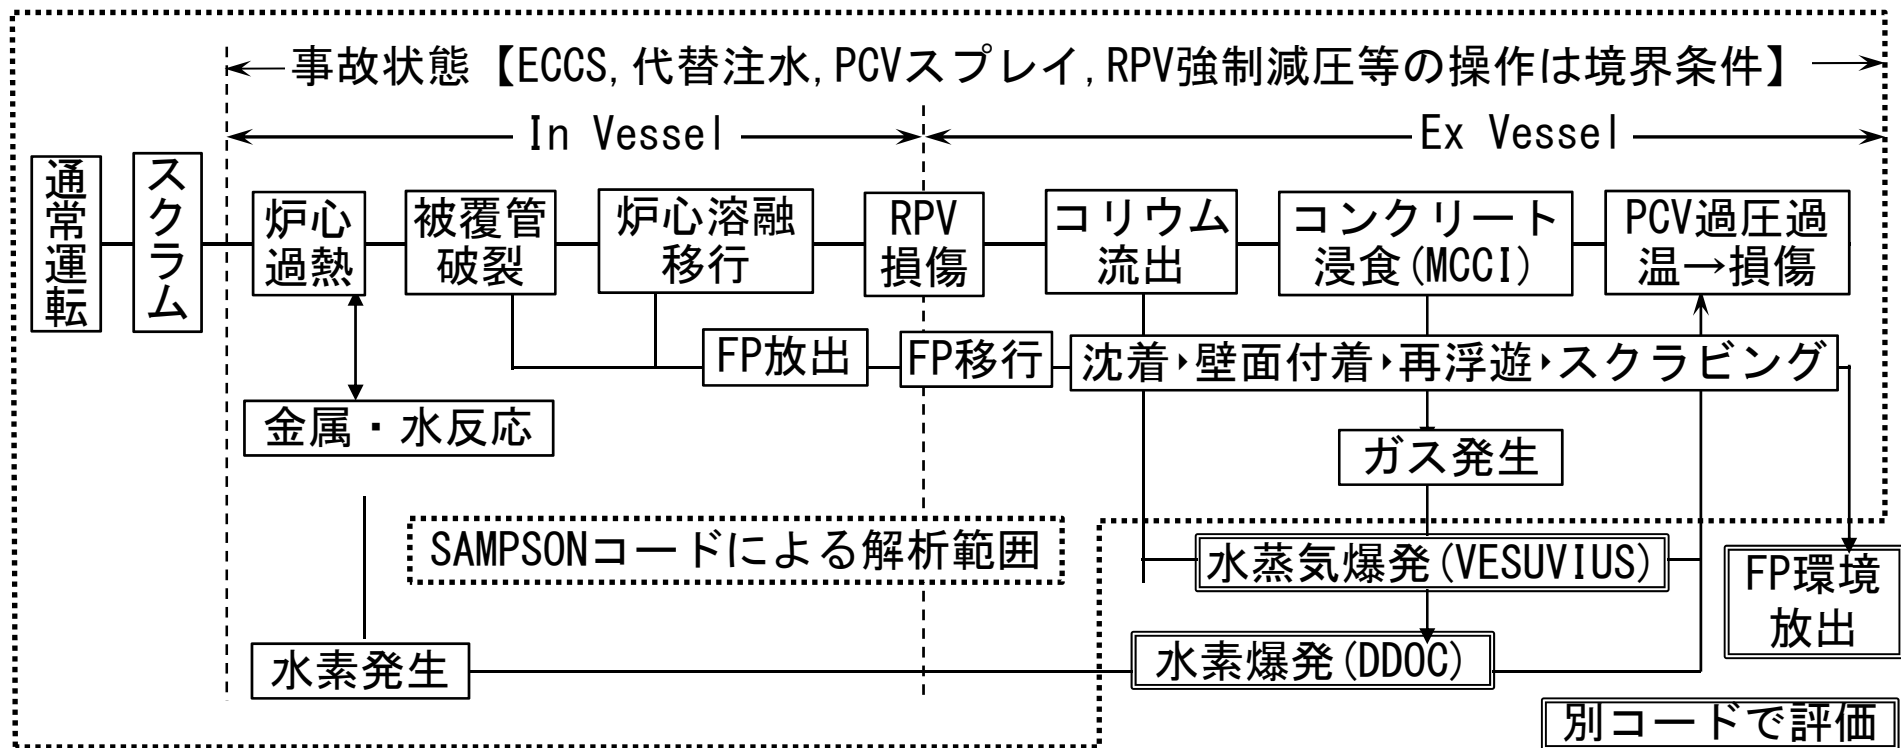 事故状態【ECCS,代替注水,PCVスプレイ,RPV強制減圧等の操作は境界条件】
In Vessel
Ex Vessel
通常運転
スクラム
炉心
過熱
被覆管
破裂
炉心溶融
移行
RPV
損傷
コリウム
流出
コンクリート
浸食(MCCI)
PCV過圧過
温→損傷
FP放出
FP移行
沈着▸壁面付着▸再浮遊▸スクラビング
金属・水反応
ガス発生
SAMPSONコードによる解析範囲
水蒸気爆発(VESUVIUS)
FP環境
放出
水素発生
水素爆発(DDOC)
別コードで評価